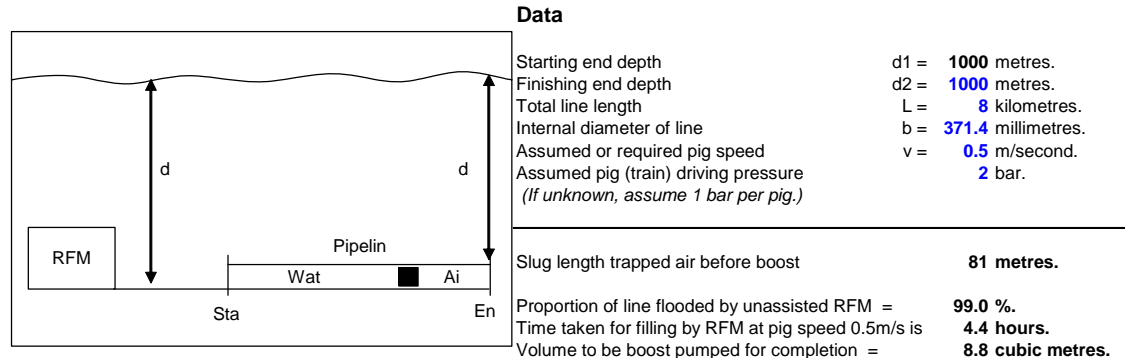 Data
Starting end depth d1 = 1000 metres.
Finishing end depth d2 = 1000 metres.
Total line length L = 8 kilometres.
Internal diameter of line b = 371.4 millimetres.
Assumed or required pig speed v = 0.5 m/second.
Assumed pig (train) driving pressure 2 bar.
(If unknown, assume 1 bar per pig.)
d d
RFM
Pipelin
Wat Ai
Sta En
Slug length trapped air before boost 81 metres.
Proportion of line flooded by unassisted RFM = 99.0 %.
Time taken for filling by RFM at pig speed 0.5m/s is 4.4 hours.
Volume to be boost pumped for completion = 8.8 cubic metres.